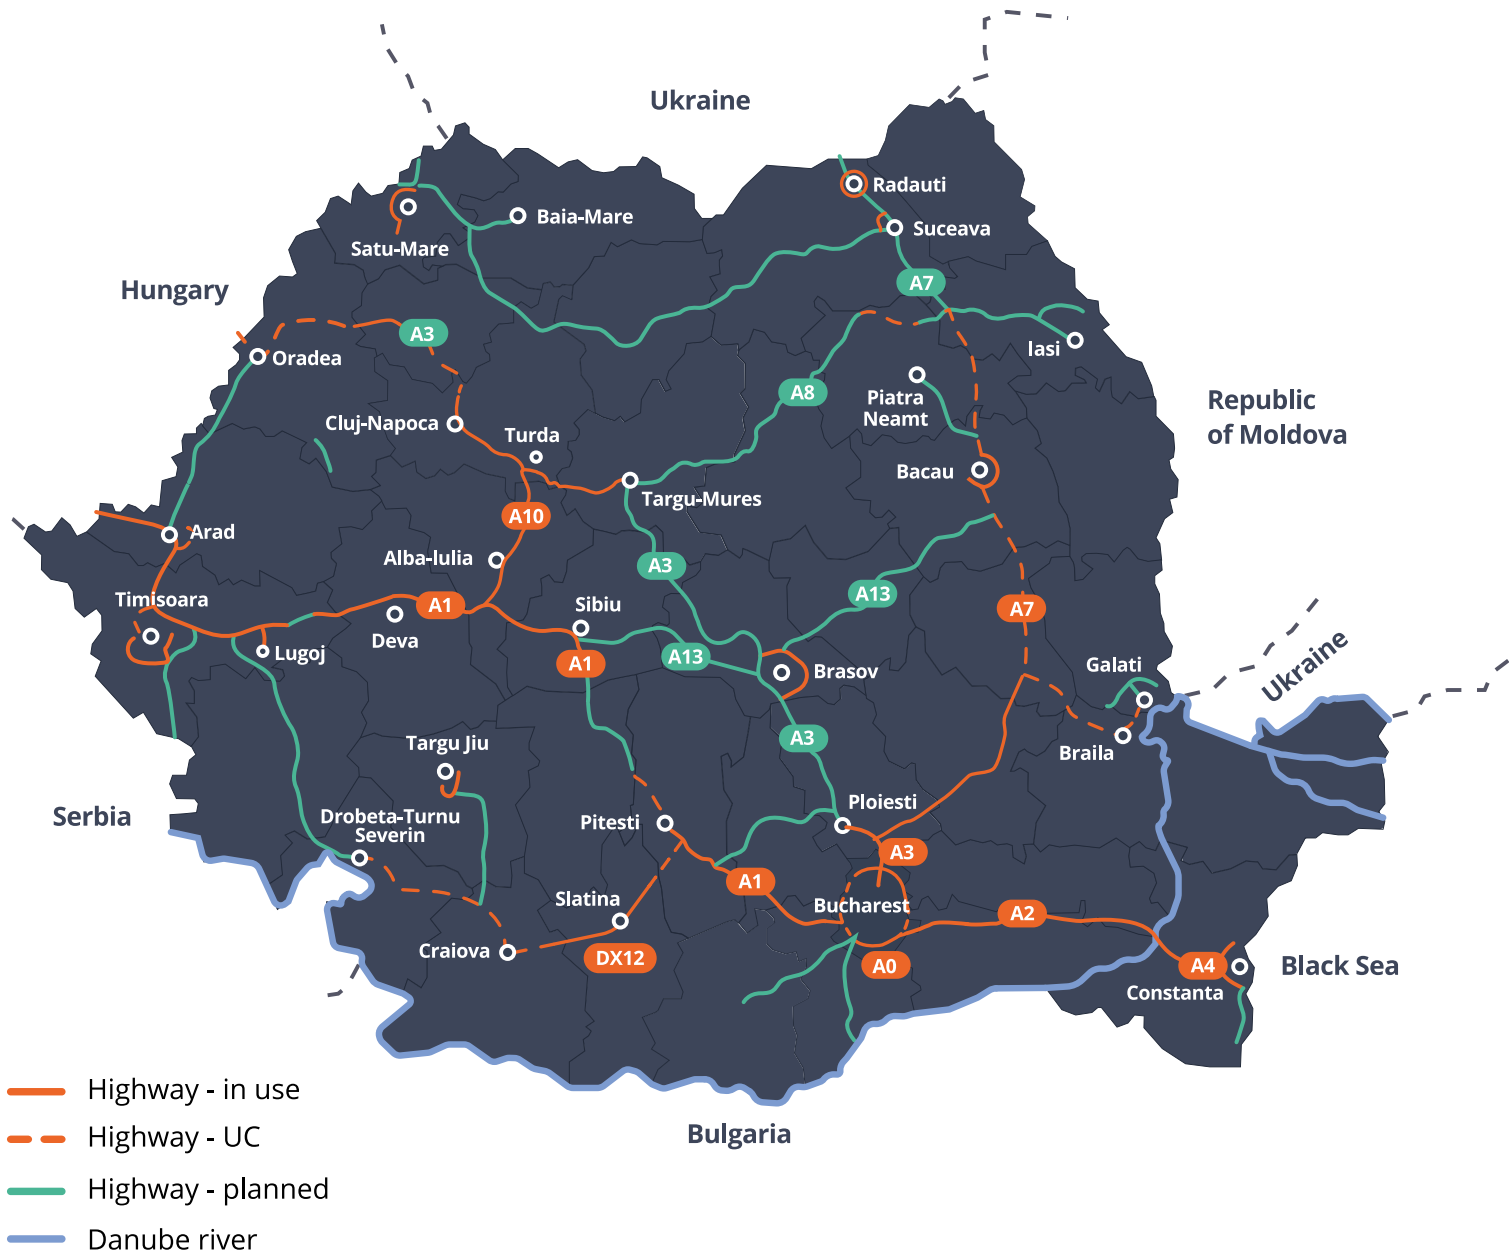 Ukraine
Radauti
Baia-Mare
Suceava
Satu-Mare
Hungary
A7
A3
Oradea
Iasi
A8
Piatra
Neamt
Republic
of Moldova
Cluj-Napoca
Turda
Bacau
Targu-Mures
A10
Arad
Alba-Iulia
A3
A13
Timisoara
A1
Sibiu
A7
Deva
Lugoj
A1
A13
Brasov
Galati
Ukraine
Targu Jiu
A3
Braila
Serbia
Drobeta-Turnu
Severin
Pitesti
Ploiesti
A3
A1
Slatina
Bucharest
A2
Craiova
DX12
A0
A4
Black Sea
Constanta
Highway - in use
Highway - UC
Bulgaria
Highway - planned
Danube river